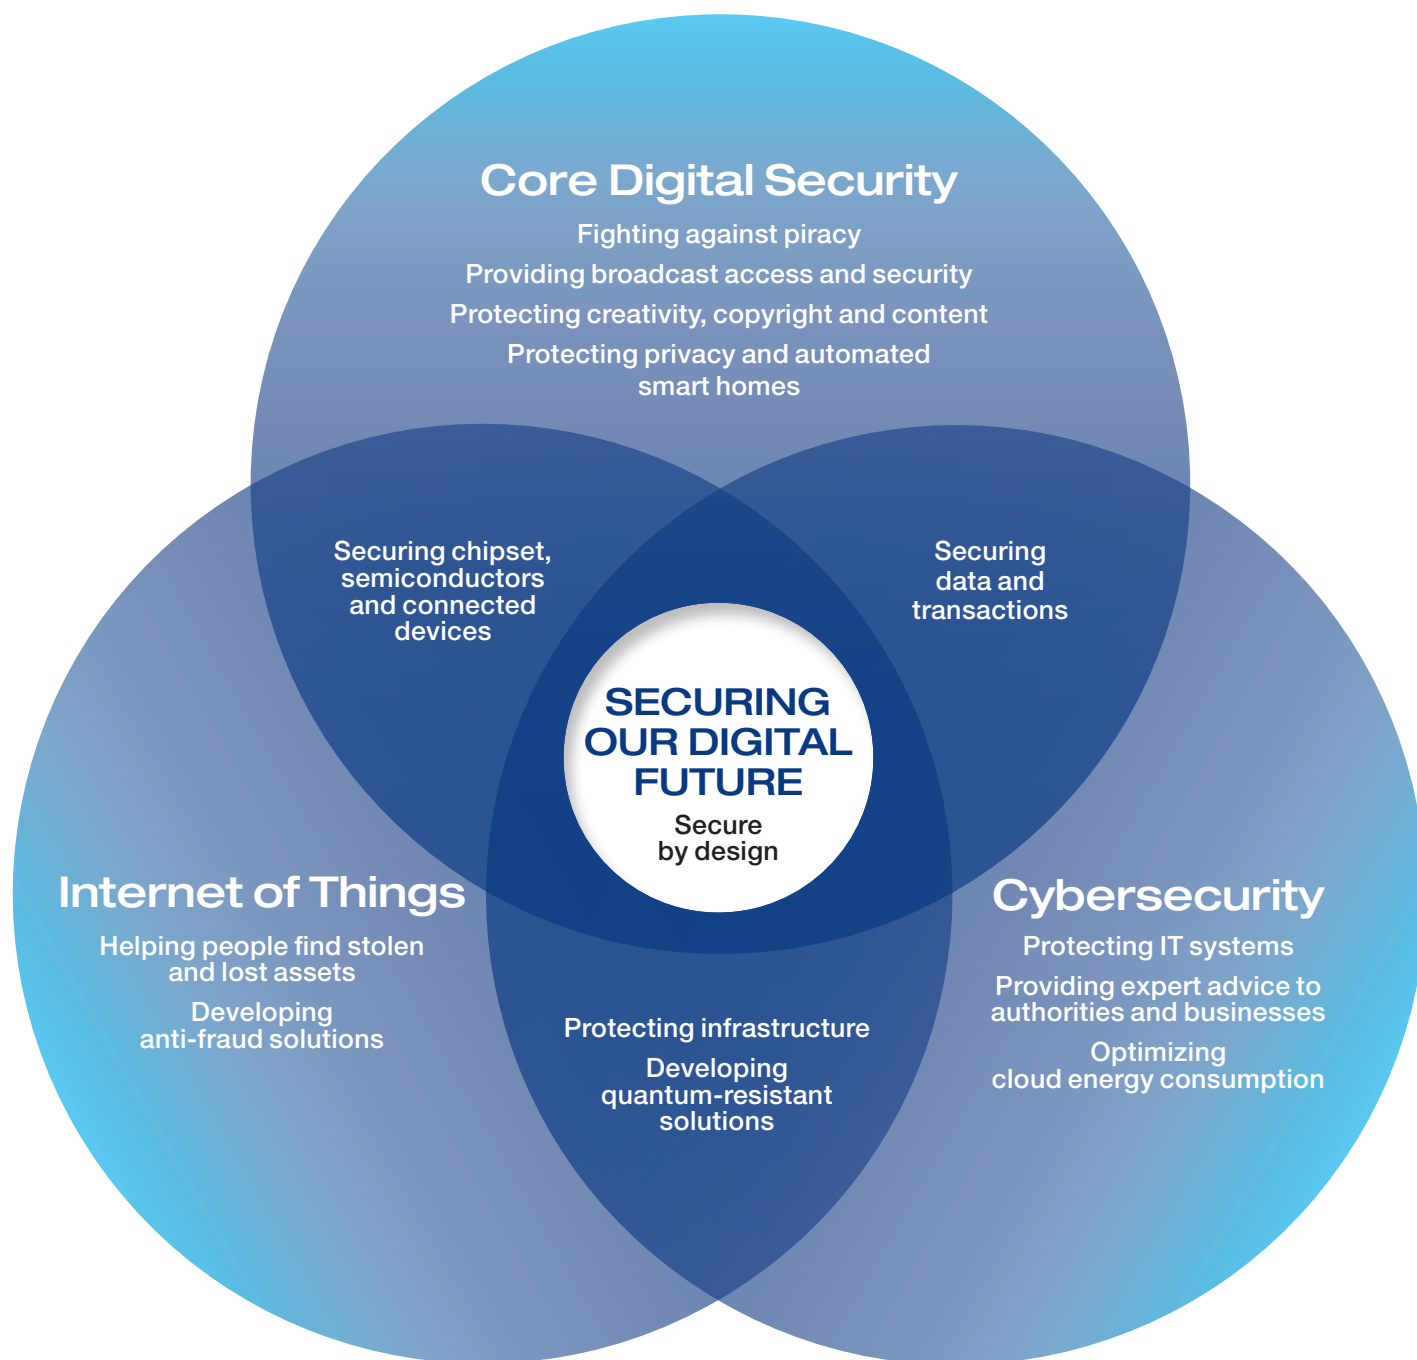 Core Digital Security
Fighting against piracy
Providing broadcast access and security
Protecting creativity, copyright and content
Protecting privacy and automated
smart homes
Securing chipset,
semiconductors
and connected
devices
Securing
data and
transactions
SECURING
OUR DIGITAL
FUTURE
Secure
by design
Internet of Things
Helping people find stolen
and lost assets
Developing
anti-fraud solutions
Cybersecurity
Protecting IT systems
Providing expert advice to
authorities and businesses
Optimizing
cloud energy consumption
Protecting infrastructure
Developing
quantum-resistant
solutions